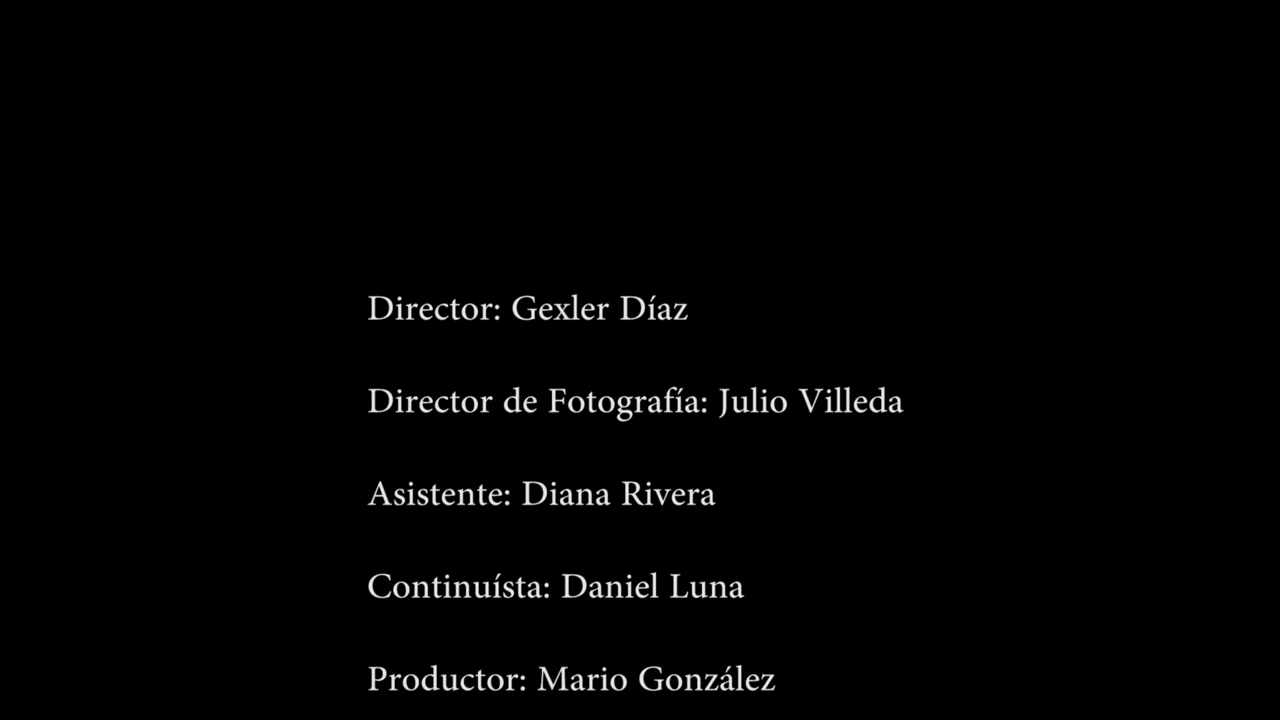 Director: Gexler Díaz
Director de Fotografía: Julio Villeda
Asistente: Diana Rivera
Continuísta: Daniel Luna
Productor: Mario González